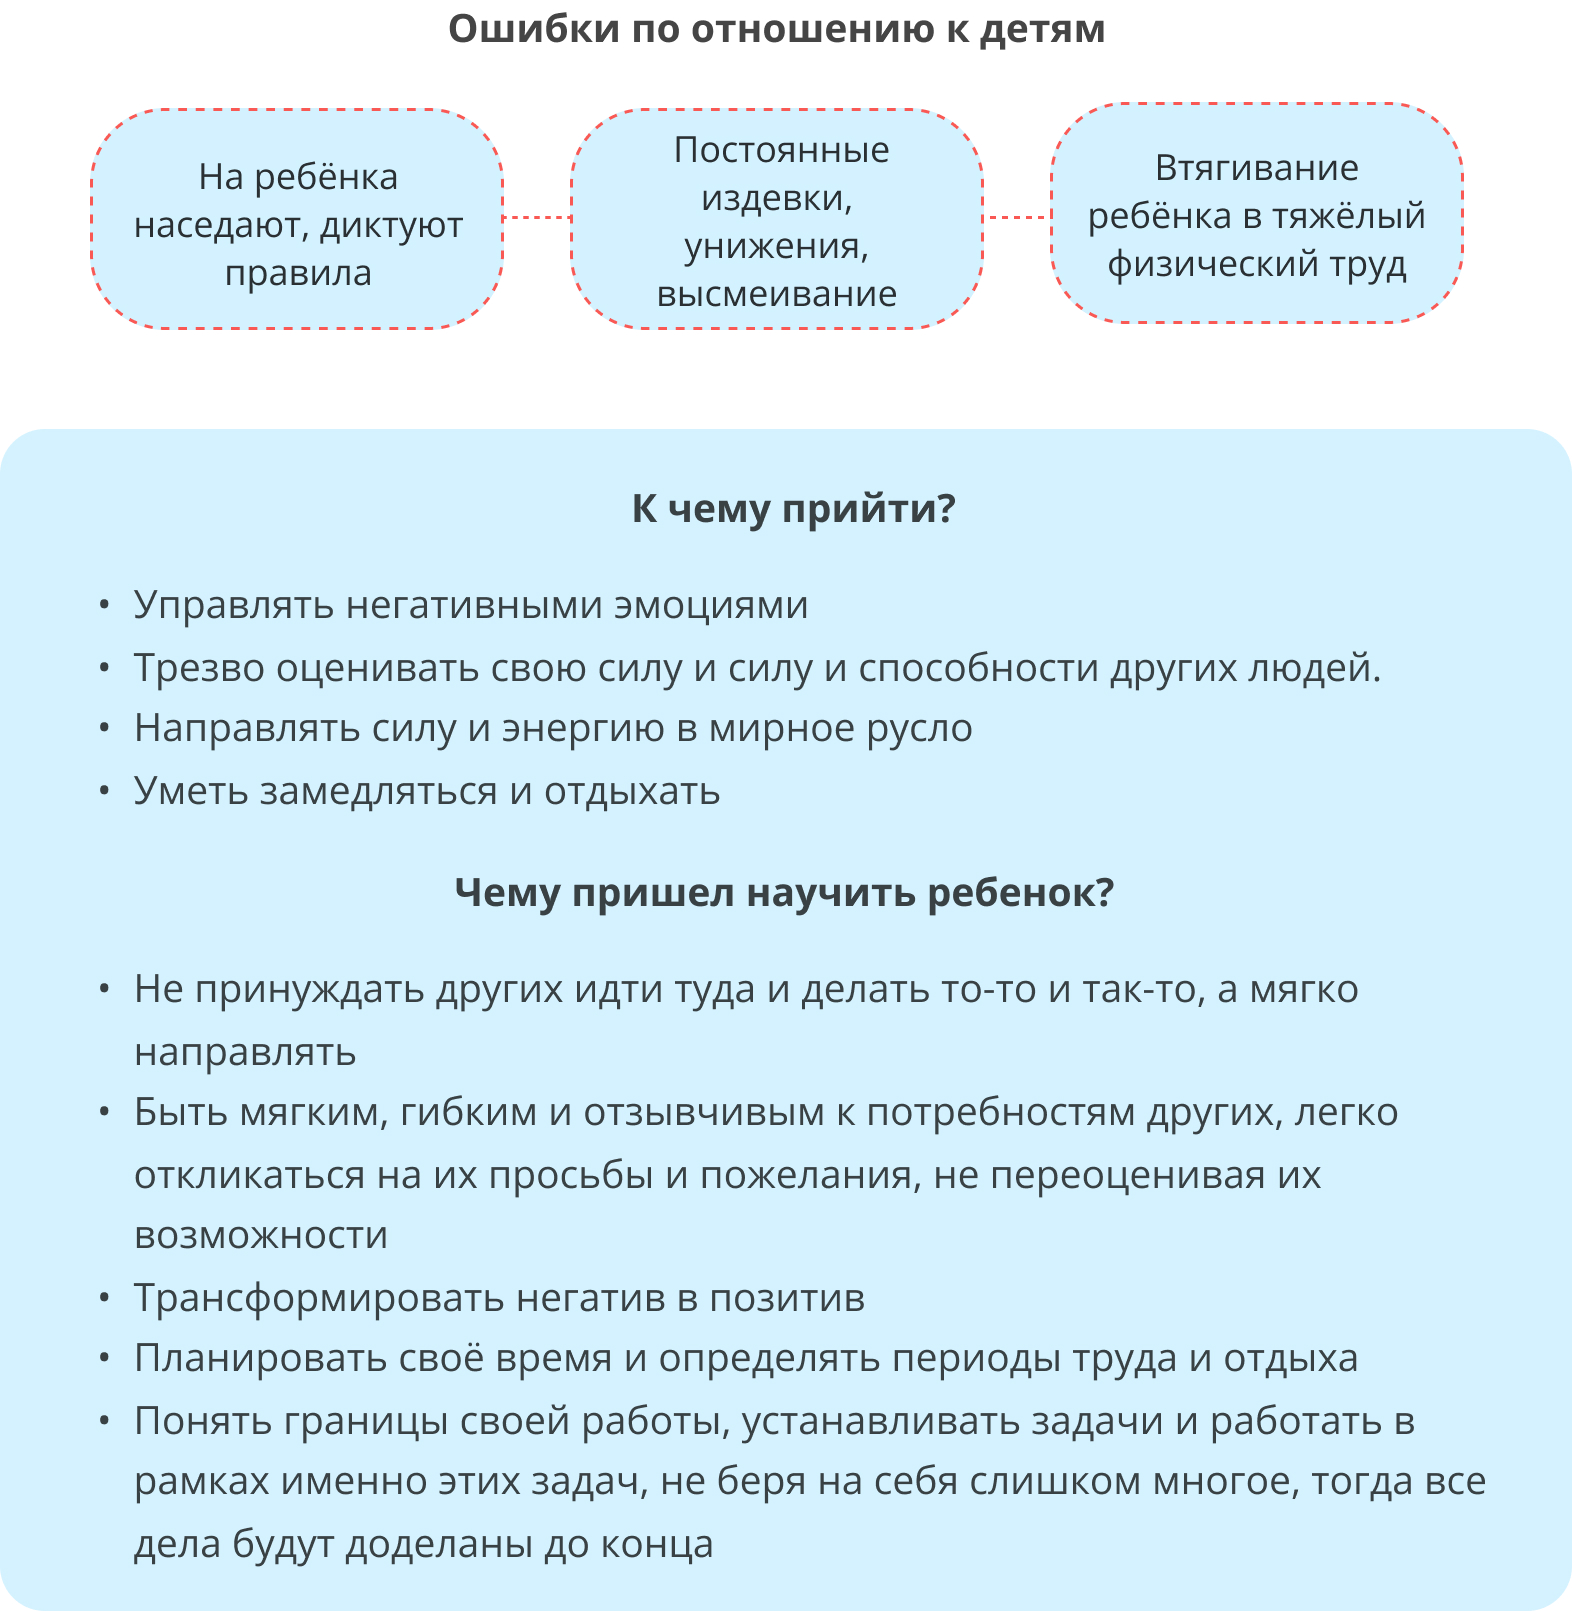 Ошибки по отношению к детям
На ребёнка
наседают, диктуют
правила
Постоянные
издевки,
унижения,
высмеивание
Втягивание
ребёнка в тяжёлый
физический труд
К чему прийти?
• Управлять негативными эмоциями
• Трезво оценивать свою силу и силу и способности других людей.
• Направлять силу и энергию в мирное русло
• Уметь замедляться и отдыхать
Чему пришел научить ребенок?
• Не принуждать других идти туда и делать то-то и так-то, а мягко
направлять
• Быть мягким, гибким и отзывчивым к потребностям других, легко
откликаться на их просьбы и пожелания, не переоценивая их
возможности
• Трансформировать негатив в позитив
• Планировать своё время и определять периоды труда и отдыха
• Понять границы своей работы, устанавливать задачи и работать в
рамках именно этих задач, не беря на себя слишком многое, тогда все
дела будут доделаны до конца